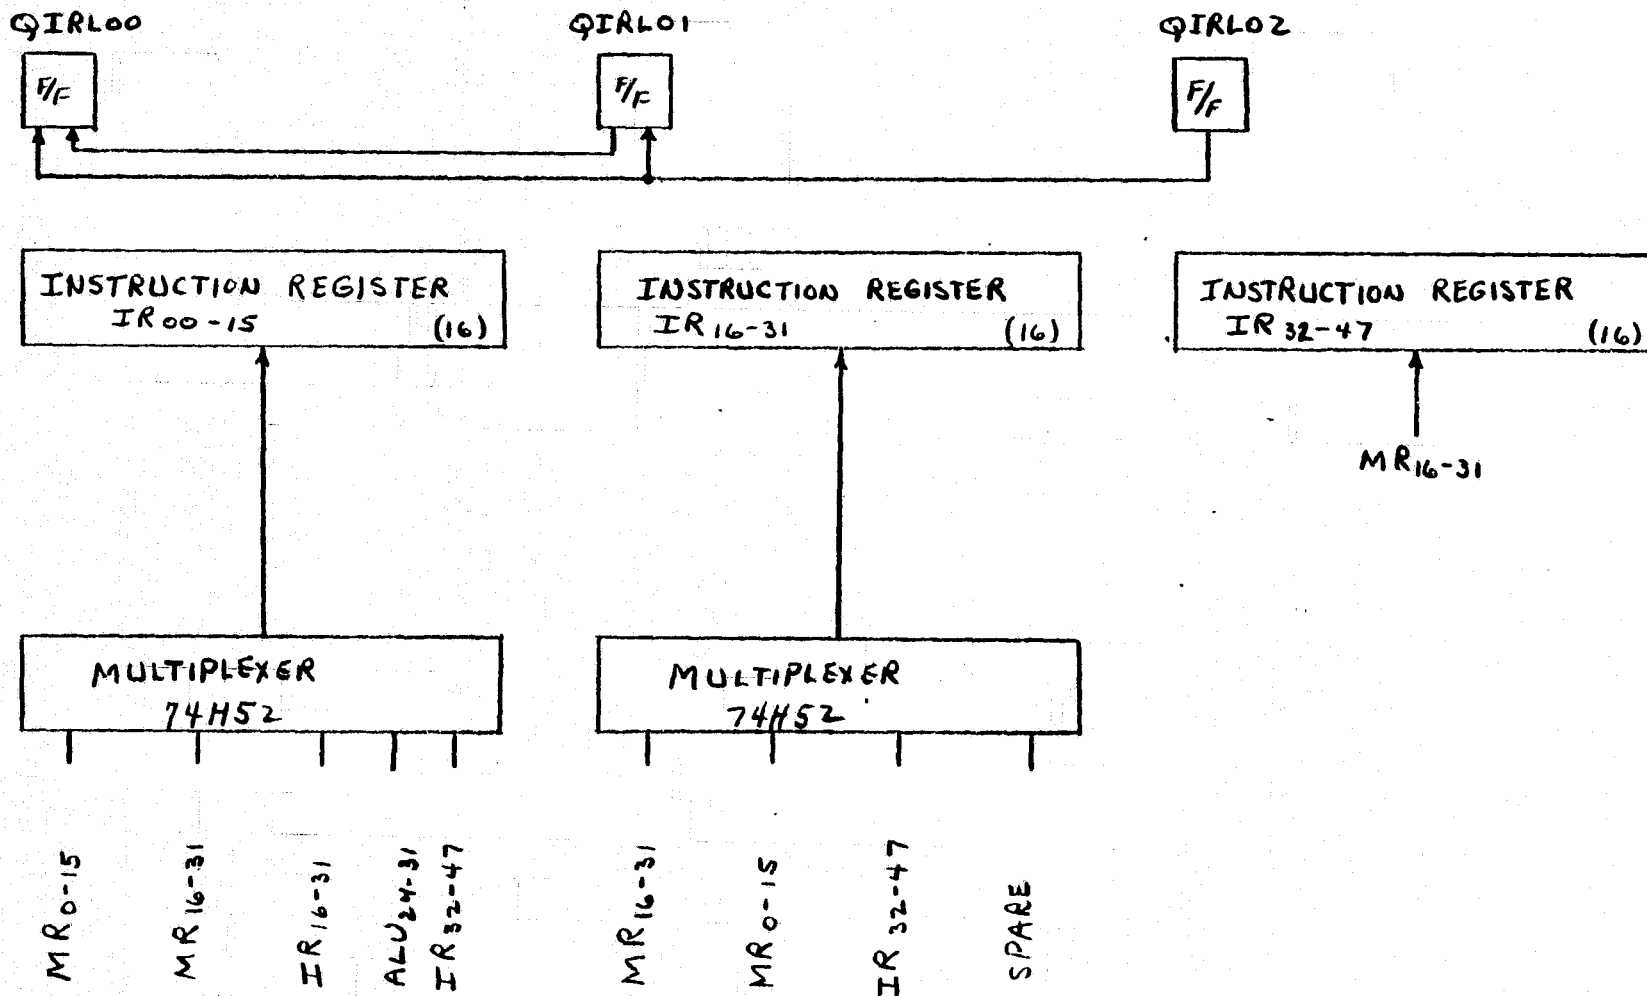 QIRL00
QIRL01
QIRL02
F/F
F/F
F/F
INSTRUCTION REGISTER
IR00-15 (16)
INSTRUCTION REGISTER
IR16-31 (16)
INSTRUCTION REGISTER
IR32-47 (16)
MR16-31
MULTIPLEXER
74H52
MULTIPLEXER
74H52
MR0-15
MR16-31
IR16-31
ALU24-31
IR32-47
MR16-31
MR0-15
IR32-47
SPARE